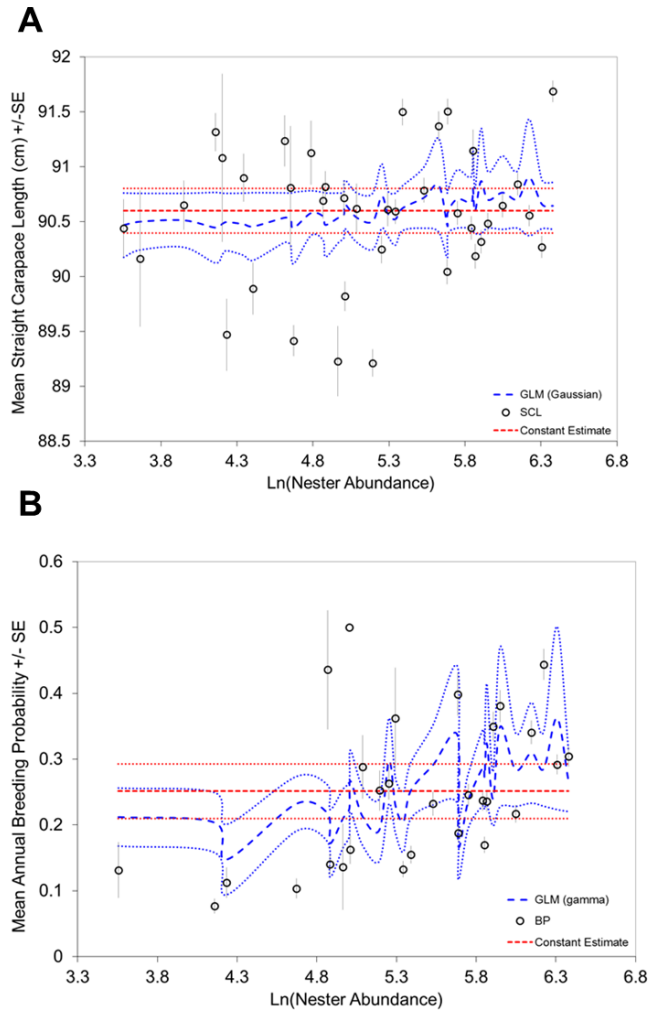 A
92
91.5
91
90.5
90
89.5
89
88.5
Mean Straight Carapace Length (cm) +/-SE
GLM (Gaussian)
SCL
Constant Estimate
3.3 3.8 4.3 4.8 5.3 5.8 6.3 6.8
Ln(Nester Abundance)
B
0.6
0.5
0.4
0.3
0.2
0.1
0
Mean Annual Breeding Probability +/- SE
GLM (gamma)
BP
Constant Estimate
3.3 3.8 4.3 4.8 5.3 5.8 6.3 6.8
Ln(Nester Abundance)